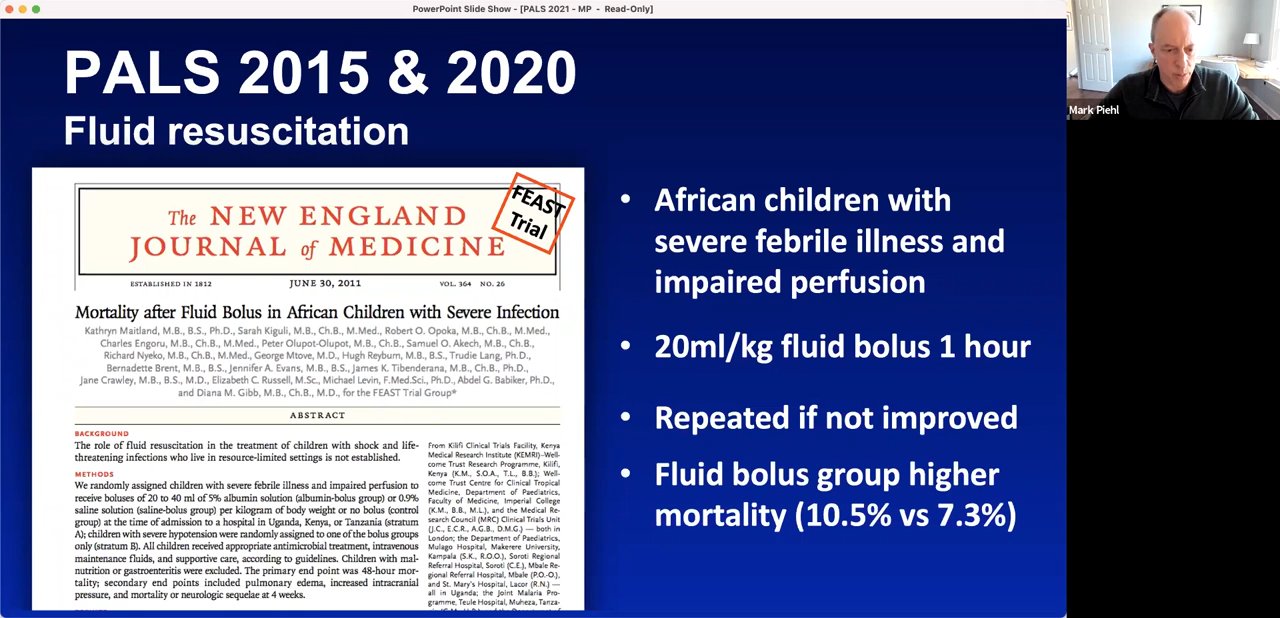 PowerPoint Slide Show - [PALS 2021 - MP - Read-Only]
PALS 2015 & 2020
Fluid resuscitation
FEAST
Trial
The NEW ENGLAND
JOURNAL of MEDICINE
ESTABLISHED IN 1812
JUNE 30, 2011
VOL. 364 NO. 26
Mortality after Fluid Bolus in African Children with Severe Infection
Kathryn Maitland, M.B., B.S., Ph.D., Sarah Kiguli, M.B., Ch.B., M.Med., Robert O. Opoka, M.B., Ch.B., M.Med.,
Charles Engoru, M.B., Ch.B., M.Med., Peter Olupot-Olupot, M.B., Ch.B., Samuel O. Akech, M.B., Ch.B.,
Richard Nyeko, M.B., Ch.B., M.Med., George Mtove, M.D., Hugh Reyburn, M.B., B.S., Trudie Lang, Ph.D.,
Bernadette Brent, M.B., B.S., Jennifer A. Evans, M.B., B.S., James K. Tibenderana, M.B., Ch.B., Ph.D.,
Jane Crawley, M.B., B.S., M.D., Elizabeth C. Russell, M.Sc., Michael Levin, F.Med.Sci., Ph.D., Abdel G. Babiker, Ph.D.,
and Diana M. Gibb, M.B., Ch.B., M.D., for the FEAST Trial Group*
ABSTRACT
BACKGROUND
The role of fluid resuscitation in the treatment of children with shock and life-
threatening infections who live in resource-limited settings is not established.
METHODS
We randomly assigned children with severe febrile illness and impaired perfusion to
receive boluses of 20 to 40 ml of 5% albumin solution (albumin-bolus group) or 0.9%
saline solution (saline-bolus group) per kilogram of body weight or no bolus (control
group) at the time of admission to a hospital in Uganda, Kenya, or Tanzania (stratum
A); children with severe hypotension were randomly assigned to one of the bolus groups
only (stratum B). All children received appropriate antimicrobial treatment, intravenous
maintenance fluids, and supportive care, according to guidelines. Children with mal-
nutrition or gastroenteritis were excluded. The primary end point was 48-hour mor-
tality; secondary end points included pulmonary edema, increased intracranial
pressure, and mortality or neurologic sequelae at 4 weeks.
From Kilifi Clinical Trials Facility, Kenya
Medical Research Institute (KEMRI)–Well-
come Trust Research Programme, Kilifi,
Kenya (K.M., S.O.A., T.L., B.B.); Well-
come Trust Centre for Clinical Tropical
Medicine, Department of Paediatrics,
Faculty of Medicine, Imperial College
(K.M., B.B., M.L.), and the Medical Re-
search Council (MRC) Clinical Trials Unit
(J.C., E.C.R., A.G.B., D.M.G.) — both in
London; the Department of Paediatrics,
Mulago Hospital, Makerere University,
Kampala (S.K., R.O.O.), Soroti Regional
Referral Hospital, Soroti (C.E.), Mbale Re-
gional Referral Hospital, Mbale (P.O.-O.),
and St. Mary's Hospital, Lacor (R.N.) —
all in Uganda; the Joint Malaria Pro-
gramme, Teule Hospital, Muheza, Tanza-
• African children with
severe febrile illness and
impaired perfusion
• 20ml/kg fluid bolus 1 hour
• Repeated if not improved
• Fluid bolus group higher
mortality (10.5% vs 7.3%)
Mark Piehl